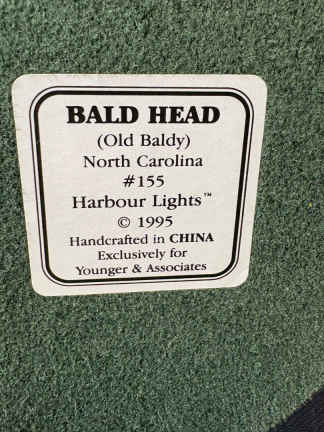 BALD HEAD
(Old Baldy)
North Carolina
#155
Harbour Lights™
© 1995
Handcrafted in CHINA
Exclusively for
Younger & Associates